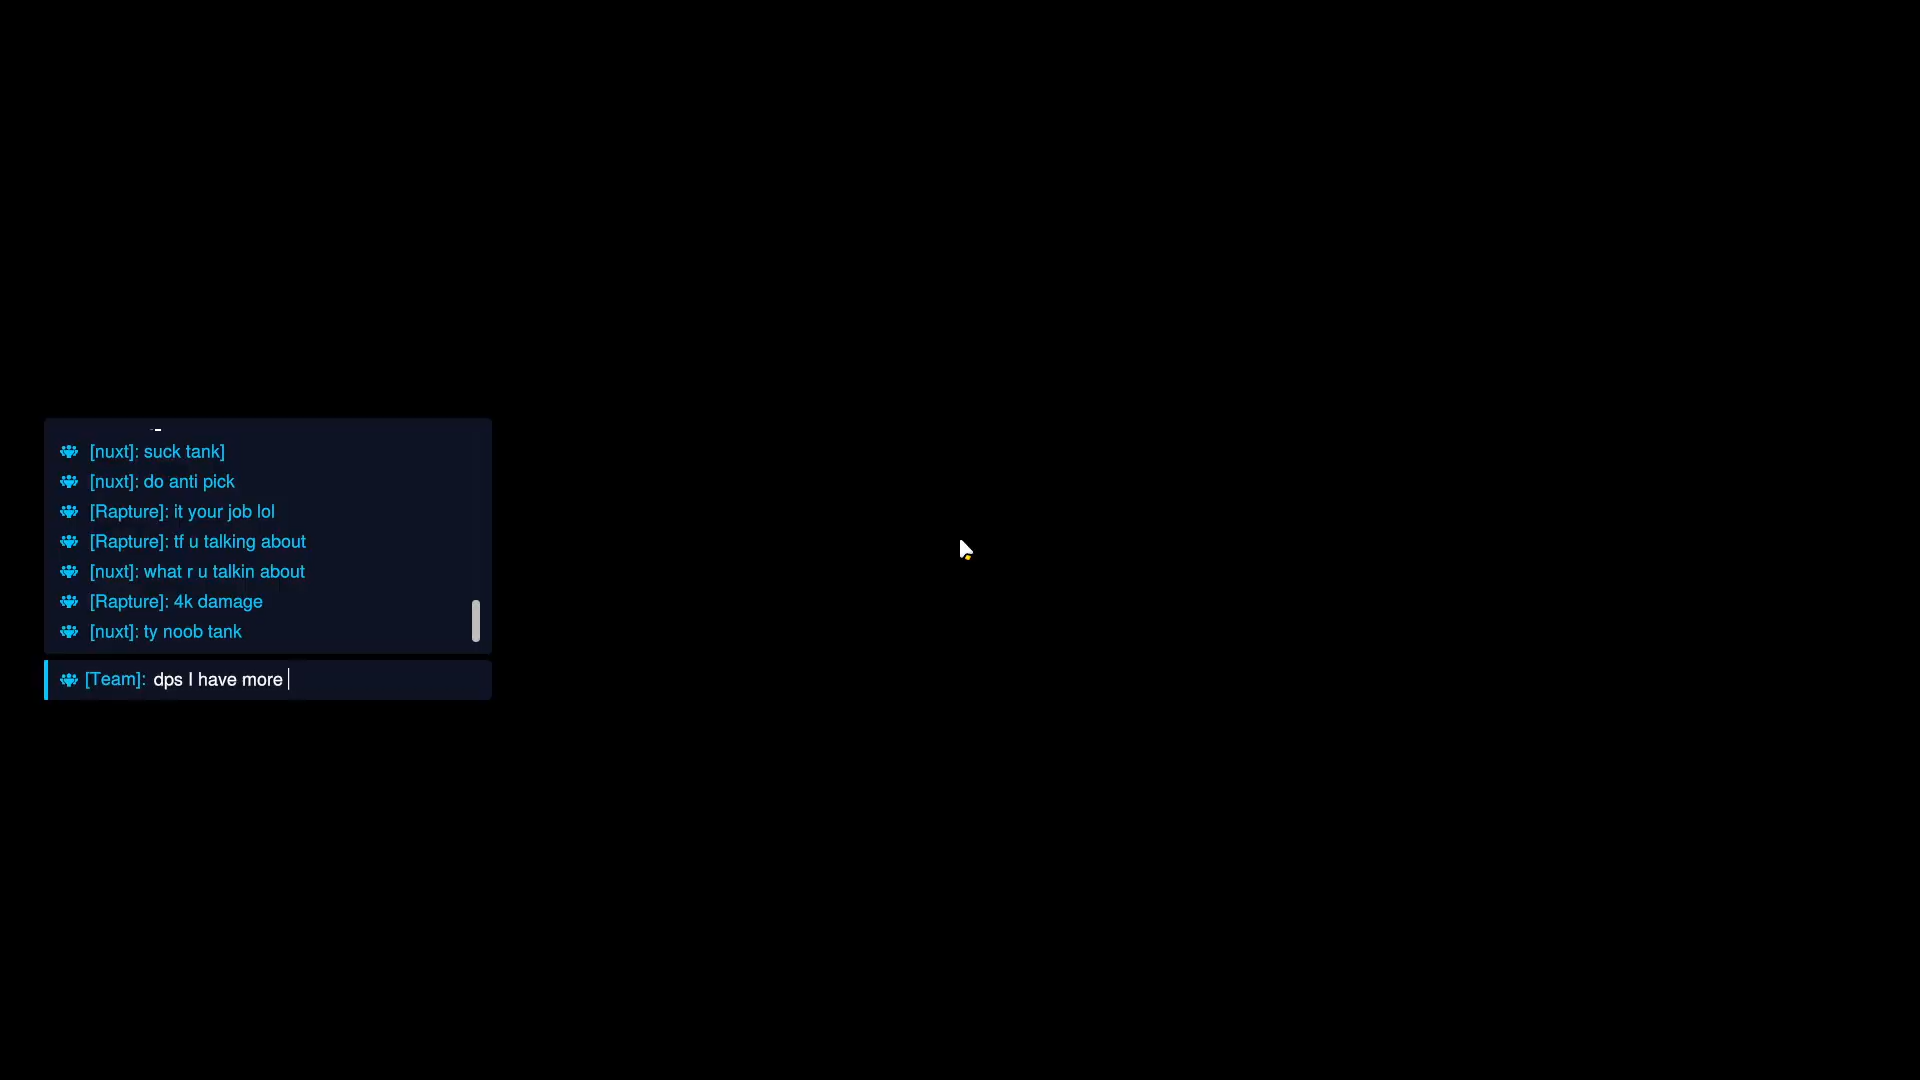 [nuxt]: suck tank]
[nuxt]: do anti pick
[Rapture]: it your job lol
[Rapture]: tf u talking about
[nuxt]: what r u talkin about
[Rapture]: 4k damage
[nuxt]: ty noob tank
[Team]: dps I have more